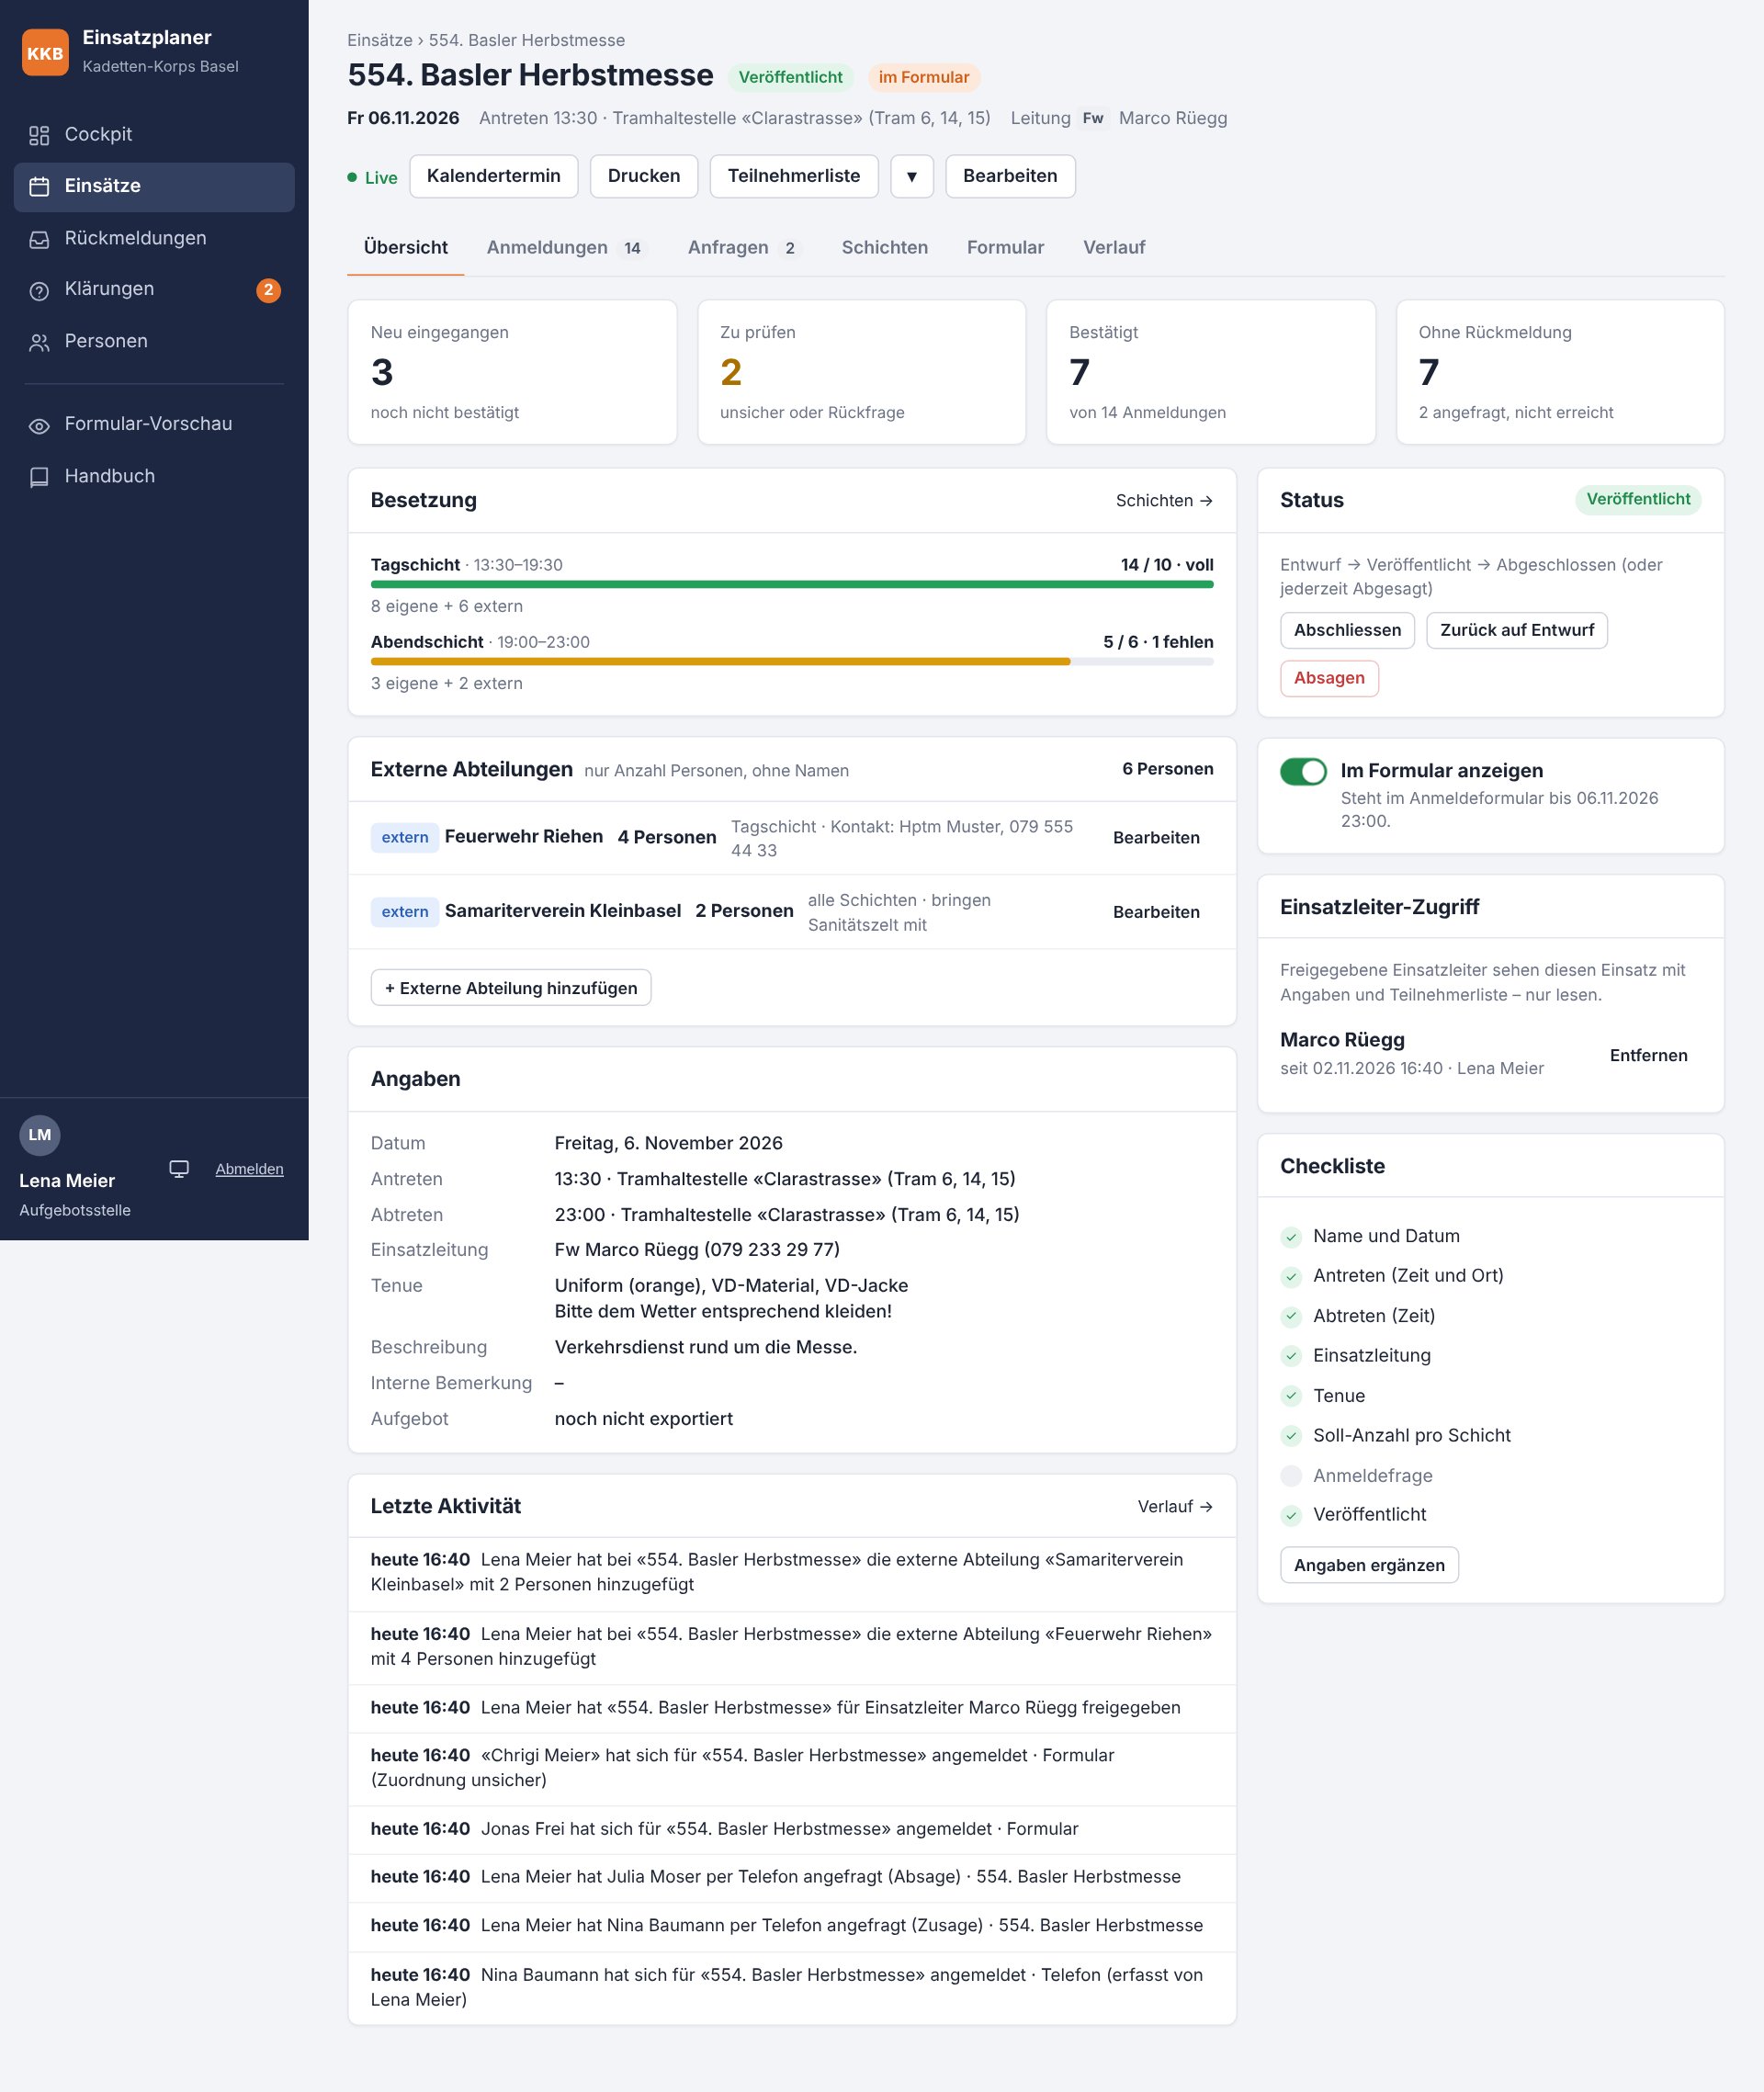 KKB
Einsatzplaner
Kadetten-Korps Basel
Cockpit
Einsätze
Rückmeldungen
Klärungen 2
Personen
Formular-Vorschau
Handbuch
LM
Lena Meier
Aufgebotsstelle
Abmelden
Einsätze › 554. Basler Herbstmesse
554. Basler Herbstmesse Veröffentlicht im Formular
Fr 06.11.2026 Antreten 13:30 · Tramhaltestelle «Clarastrasse» (Tram 6, 14, 15) Leitung Fw Marco Rüegg
Live Kalendertermin Drucken Teilnehmerliste ▾ Bearbeiten
Übersicht Anmeldungen 14 Anfragen 2 Schichten Formular Verlauf
Neu eingegangen
3
noch nicht bestätigt
Zu prüfen
2
unsicher oder Rückfrage
Bestätigt
7
von 14 Anmeldungen
Ohne Rückmeldung
7
2 angefragt, nicht erreicht
Besetzung Schichten →
Tagschicht · 13:30–19:30 14 / 10 · voll
8 eigene + 6 extern
Abendschicht · 19:00–23:00 5 / 6 · 1 fehlen
3 eigene + 2 extern
Externe Abteilungen nur Anzahl Personen, ohne Namen 6 Personen
extern Feuerwehr Riehen 4 Personen Tagschicht · Kontakt: Hptm Muster, 079 555
44 33
Bearbeiten
extern Samariterverein Kleinbasel 2 Personen alle Schichten · bringen
Sanitätszelt mit
Bearbeiten
+ Externe Abteilung hinzufügen
Angaben
Datum Freitag, 6. November 2026
Antreten 13:30 · Tramhaltestelle «Clarastrasse» (Tram 6, 14, 15)
Abtreten 23:00 · Tramhaltestelle «Clarastrasse» (Tram 6, 14, 15)
Einsatzleitung Fw Marco Rüegg (079 233 29 77)
Tenue Uniform (orange), VD-Material, VD-Jacke
Bitte dem Wetter entsprechend kleiden!
Beschreibung Verkehrsdienst rund um die Messe.
Interne Bemerkung –
Aufgebot noch nicht exportiert
Letzte Aktivität Verlauf →
heute 16:40 Lena Meier hat bei «554. Basler Herbstmesse» die externe Abteilung «Samariterverein
Kleinbasel» mit 2 Personen hinzugefügt
heute 16:40 Lena Meier hat bei «554. Basler Herbstmesse» die externe Abteilung «Feuerwehr Riehen»
mit 4 Personen hinzugefügt
heute 16:40 Lena Meier hat «554. Basler Herbstmesse» für Einsatzleiter Marco Rüegg freigegeben
heute 16:40 «Chrigi Meier» hat sich für «554. Basler Herbstmesse» angemeldet · Formular
(Zuordnung unsicher)
heute 16:40 Jonas Frei hat sich für «554. Basler Herbstmesse» angemeldet · Formular
heute 16:40 Lena Meier hat Julia Moser per Telefon angefragt (Absage) · 554. Basler Herbstmesse
heute 16:40 Lena Meier hat Nina Baumann per Telefon angefragt (Zusage) · 554. Basler Herbstmesse
heute 16:40 Nina Baumann hat sich für «554. Basler Herbstmesse» angemeldet · Telefon (erfasst von
Lena Meier)
Status Veröffentlicht
Entwurf → Veröffentlicht → Abgeschlossen (oder
jederzeit Abgesagt)
Abschliessen Zurück auf Entwurf
Absagen
Im Formular anzeigen
Steht im Anmeldeformular bis 06.11.2026
23:00.
Einsatzleiter-Zugriff
Freigegebene Einsatzleiter sehen diesen Einsatz mit
Angaben und Teilnehmerliste – nur lesen.
Marco Rüegg
seit 02.11.2026 16:40 · Lena Meier
Entfernen
Checkliste
Name und Datum
Antreten (Zeit und Ort)
Abtreten (Zeit)
Einsatzleitung
Tenue
Soll-Anzahl pro Schicht
Anmeldefrage
Veröffentlicht
Angaben ergänzen